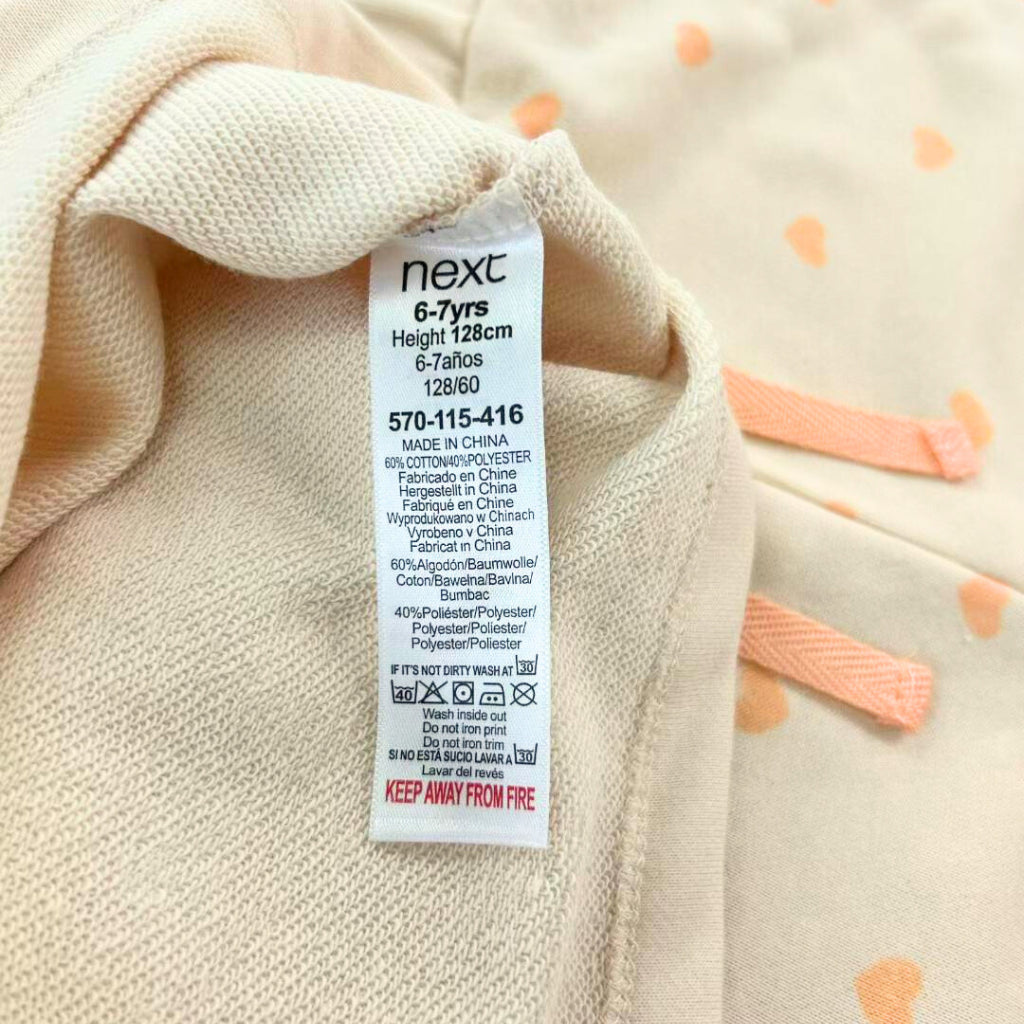 next
6-7yrs
Height 128cm
6-7años
128/60
570-115-416
MADE IN CHINA
60% COTTON/40%POLYESTER
Fabricado en Chine
Hergestellt in China
Fabriqué en Chine
Wyprodukowano w Chinach
Vyrobeno v China
Fabricat in China
60%Algodón/Baumwolle/
Coton/Bawełna/Bavlna/
Bumbac
40%Poliéster/Polyester/
Polyester/Poliester/
Polyester/Poliester
IF IT'S NOT DIRTY WASH AT 30
40
Wash inside out
Do not iron print
Do not iron trim
SI NO ESTÁ SUCIO LAVAR A 30
Lavar del revés
KEEP AWAY FROM FIRE